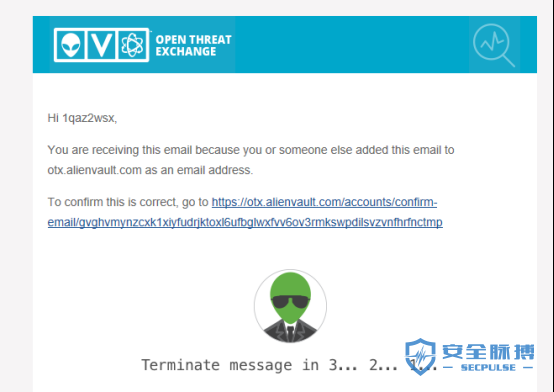 OPEN THREAT
EXCHANGE
Hi 1qaz2wsx,
You are receiving this email because you or someone else added this email to
otx.alienvault.com as an email address.
To confirm this is correct, go to https://otx.alienvault.com/accounts/confirm-
email/gvghvmynzcxk1xiyfudrjktoxl6ufbglwxfvv6ov3rmkswpdilsvzvnfhrfnctmp
Terminate message in 3... 2... 1...
安全脉搏
SECPULSE